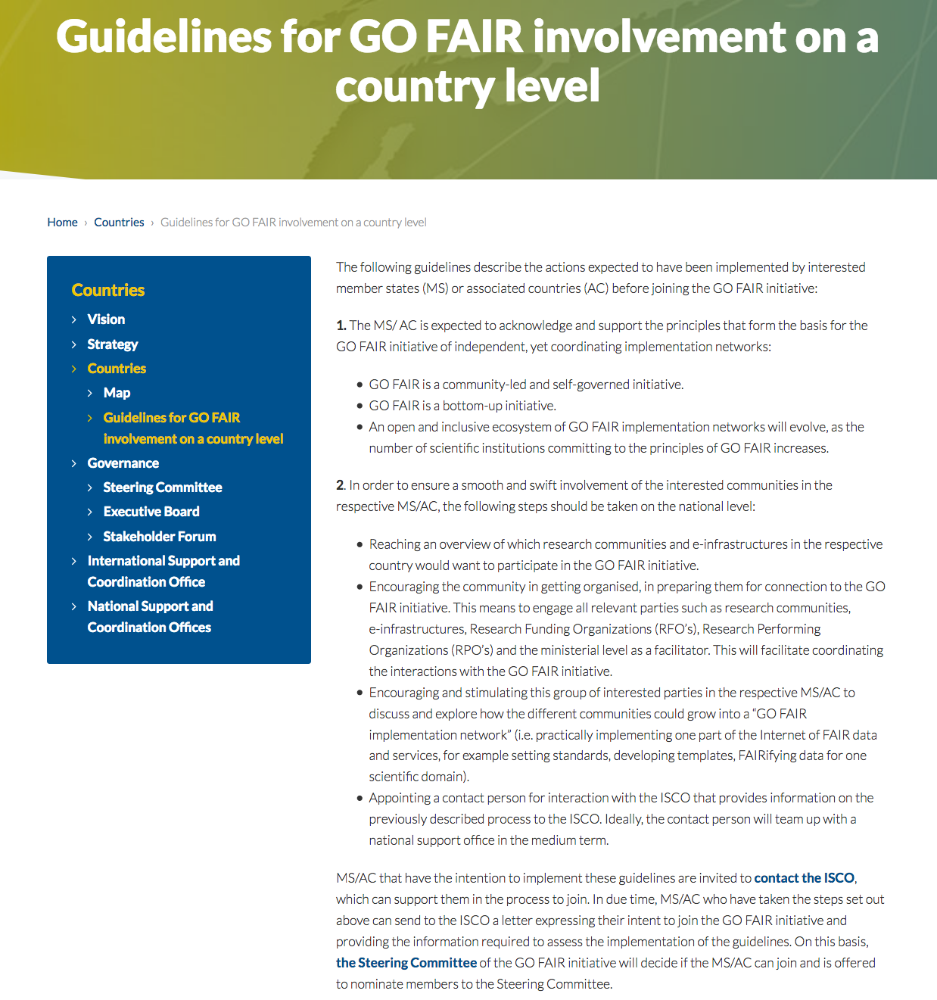 Guidelines for GO FAIR involvement on a
country level
Home › Countries › Guidelines for GO FAIR involvement on a country level
Countries
› Vision
› Strategy
› Countries
› Map
› Guidelines for GO FAIR
involvement on a country level
› Governance
› Steering Committee
› Executive Board
› Stakeholder Forum
› International Support and
Coordination Office
› National Support and
Coordination Offices
The following guidelines describe the actions expected to have been implemented by interested
member states (MS) or associated countries (AC) before joining the GO FAIR initiative:
1. The MS/ AC is expected to acknowledge and support the principles that form the basis for the
GO FAIR initiative of independent, yet coordinating implementation networks:
• GO FAIR is a community-led and self-governed initiative.
• GO FAIR is a bottom-up initiative.
• An open and inclusive ecosystem of GO FAIR implementation networks will evolve, as the
number of scientific institutions committing to the principles of GO FAIR increases.
2. In order to ensure a smooth and swift involvement of the interested communities in the
respective MS/AC, the following steps should be taken on the national level:
• Reaching an overview of which research communities and e-infrastructures in the respective
country would want to participate in the GO FAIR initiative.
• Encouraging the community in getting organised, in preparing them for connection to the GO
FAIR initiative. This means to engage all relevant parties such as research communities,
e-infrastructures, Research Funding Organizations (RFO’s), Research Performing
Organizations (RPO’s) and the ministerial level as a facilitator. This will facilitate coordinating
the interactions with the GO FAIR initiative.
• Encouraging and stimulating this group of interested parties in the respective MS/AC to
discuss and explore how the different communities could grow into a “GO FAIR
implementation network” (i.e. practically implementing one part of the Internet of FAIR data
and services, for example setting standards, developing templates, FAIRifying data for one
scientific domain).
• Appointing a contact person for interaction with the ISCO that provides information on the
previously described process to the ISCO. Ideally, the contact person will team up with a
national support office in the medium term.
MS/AC that have the intention to implement these guidelines are invited to contact the ISCO,
which can support them in the process to join. In due time, MS/AC who have taken the steps set out
above can send to the ISCO a letter expressing their intent to join the GO FAIR initiative and
providing the information required to assess the implementation of the guidelines. On this basis,
the Steering Committee of the GO FAIR initiative will decide if the MS/AC can join and is offered
to nominate members to the Steering Committee.